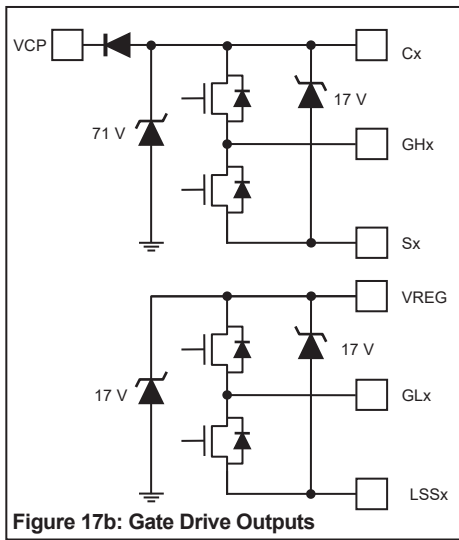 VCP
Cx
71 V
17 V
GHx
Sx
VREG
17 V
17 V
GLx
LSSx
Figure 17b: Gate Drive Outputs